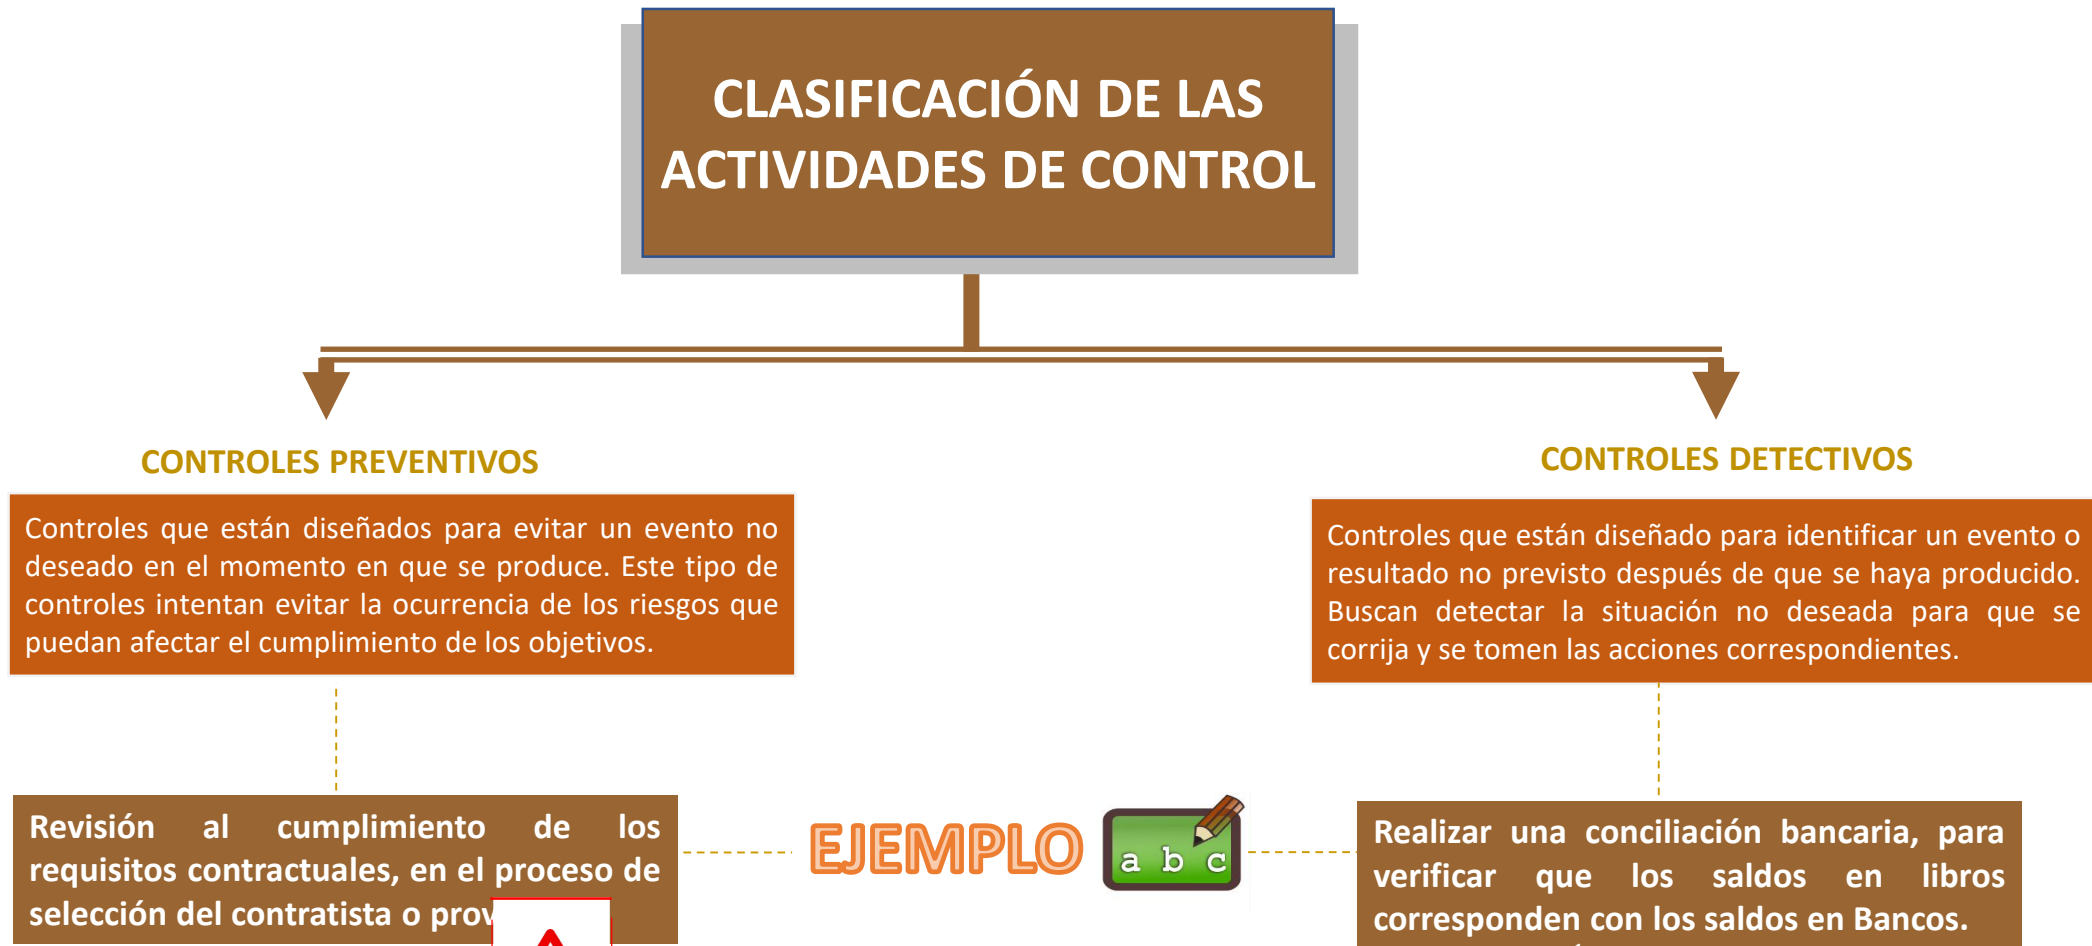 CLASIFICACIÓN DE LAS
ACTIVIDADES DE CONTROL
CONTROLES PREVENTIVOS
Controles que están diseñados para evitar un evento no
deseado en el momento en que se produce. Este tipo de
controles intentan evitar la ocurrencia de los riesgos que
puedan afectar el cumplimiento de los objetivos.
CONTROLES DETECTIVOS
Controles que están diseñado para identificar un evento o
resultado no previsto después de que se haya producido.
Buscan detectar la situación no deseada para que se
corrija y se tomen las acciones correspondientes.
Revisión al cumplimiento de los
requisitos contractuales, en el proceso de
selección del contratista o
EJEMPLO
a b c
Realizar una conciliación bancaria, para
verificar que los saldos en libros
corresponden con los saldos en Bancos.